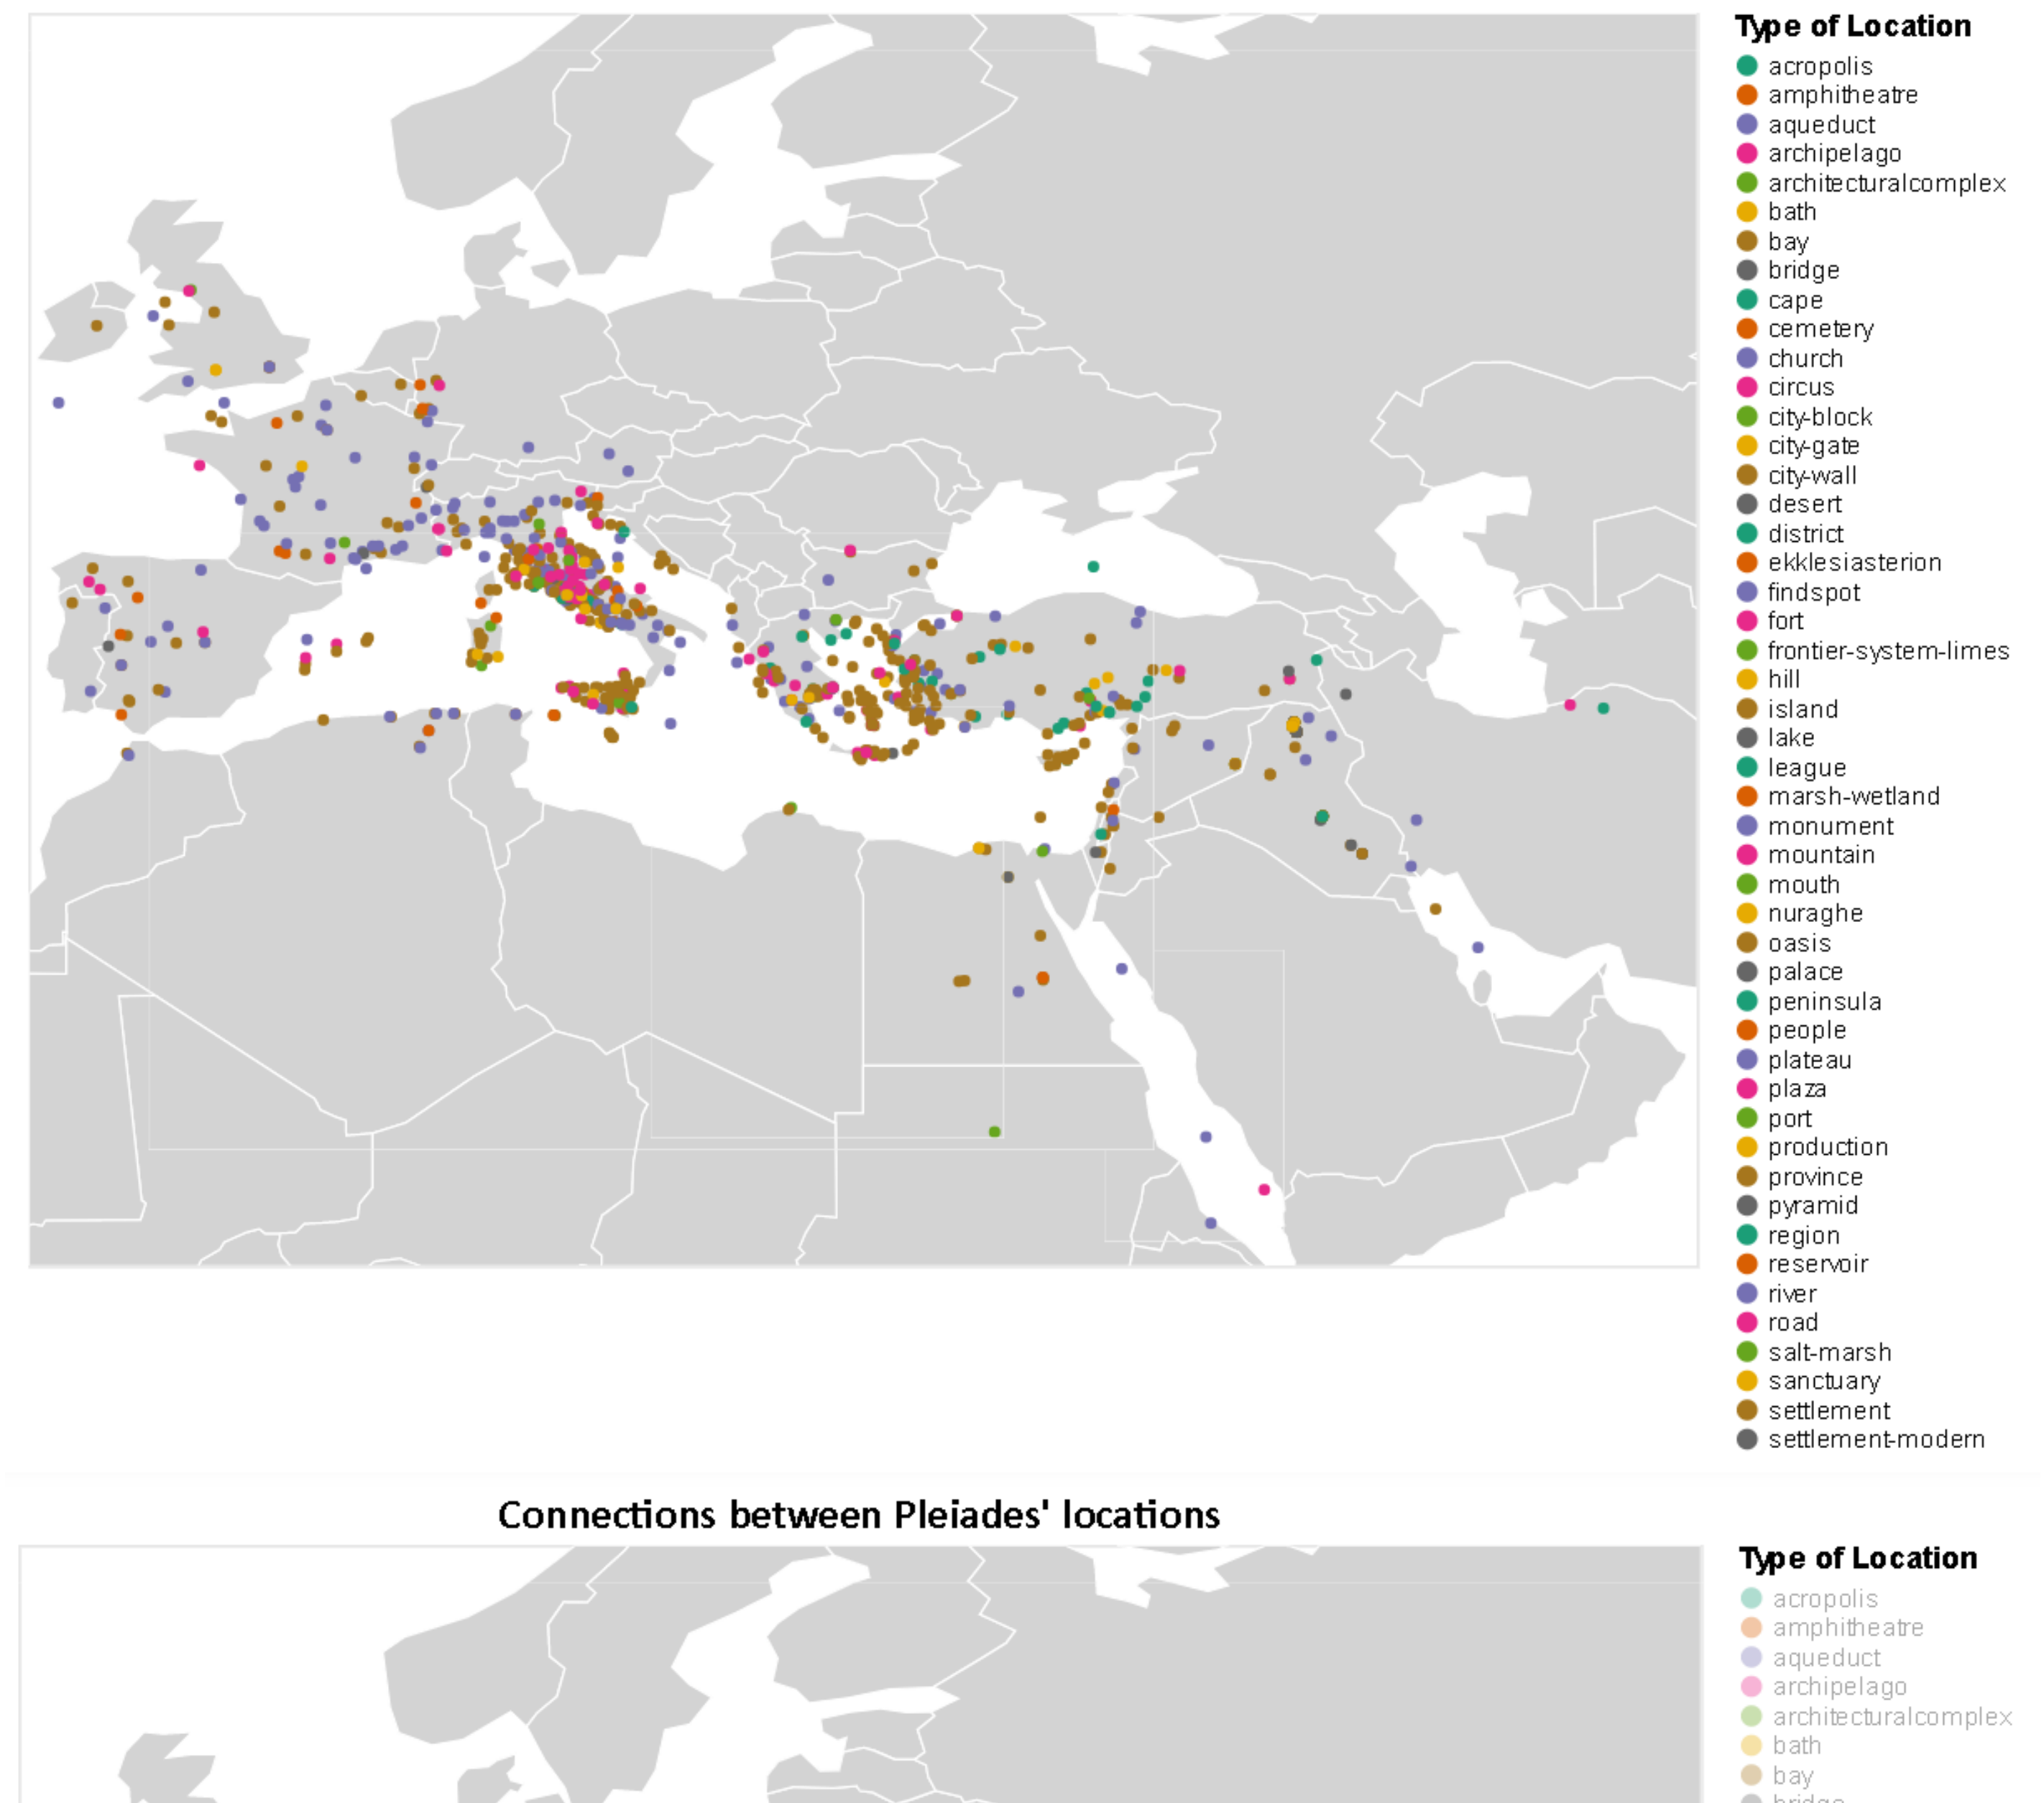 Type of Location
acropolis
amphitheatre
aqueduct
archipelago
architecturalcomplex
bath
bay
bridge
cape
cemetery
church
circus
city-block
city-gate
city-wall
desert
district
ekklesiasterion
findspot
fort
frontier-system-limes
hill
island
lake
league
marsh-wetland
monument
mountain
mouth
nuraghe
oasis
palace
peninsula
people
plateau
plaza
port
production
province
pyramid
region
reservoir
river
road
salt-marsh
sanctuary
settlement
settlement-modern
Connections between Pleiades' locations
Type of Location
acropolis
amphitheatre
aqueduct
archipelago
architecturalcomplex
bath
bay
bridge